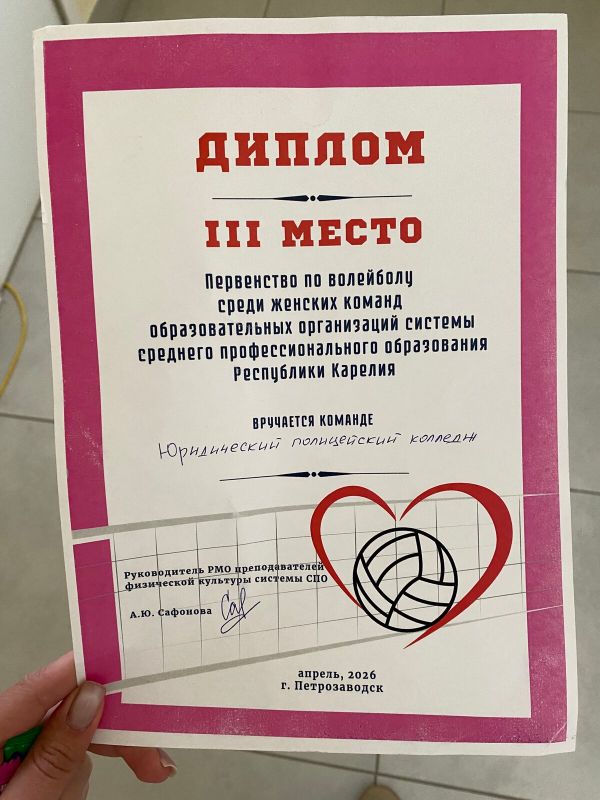 ДИПЛОМ
III МЕСТО
Первенство по волейболу
среди женских команд
образовательных организаций системы
среднего профессионального образования
Республики Карелия
ВРУЧАЕТСЯ КОМАНДЕ
Юридический полицейский колледж
Руководитель РМО преподавателей
физической культуры системы СПО
А.Ю. Сафонова
апрель, 2026
г. Петрозаводск